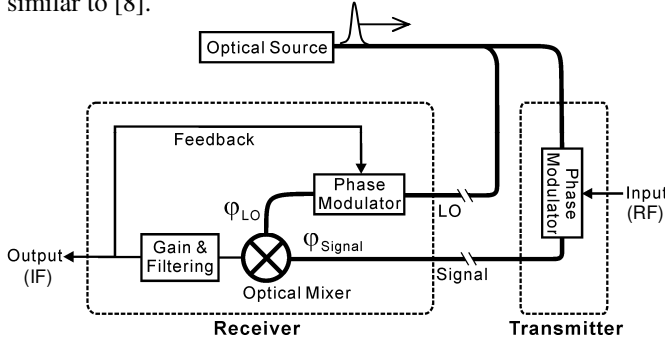 similar to [8].
Optical Source
Feedback
Phase
Modulator
Phase
Modulator
Input
(RF)
φLO
LO
φSignal
Output
(IF)
Gain &
Filtering
Signal
Optical Mixer
Receiver
Transmitter